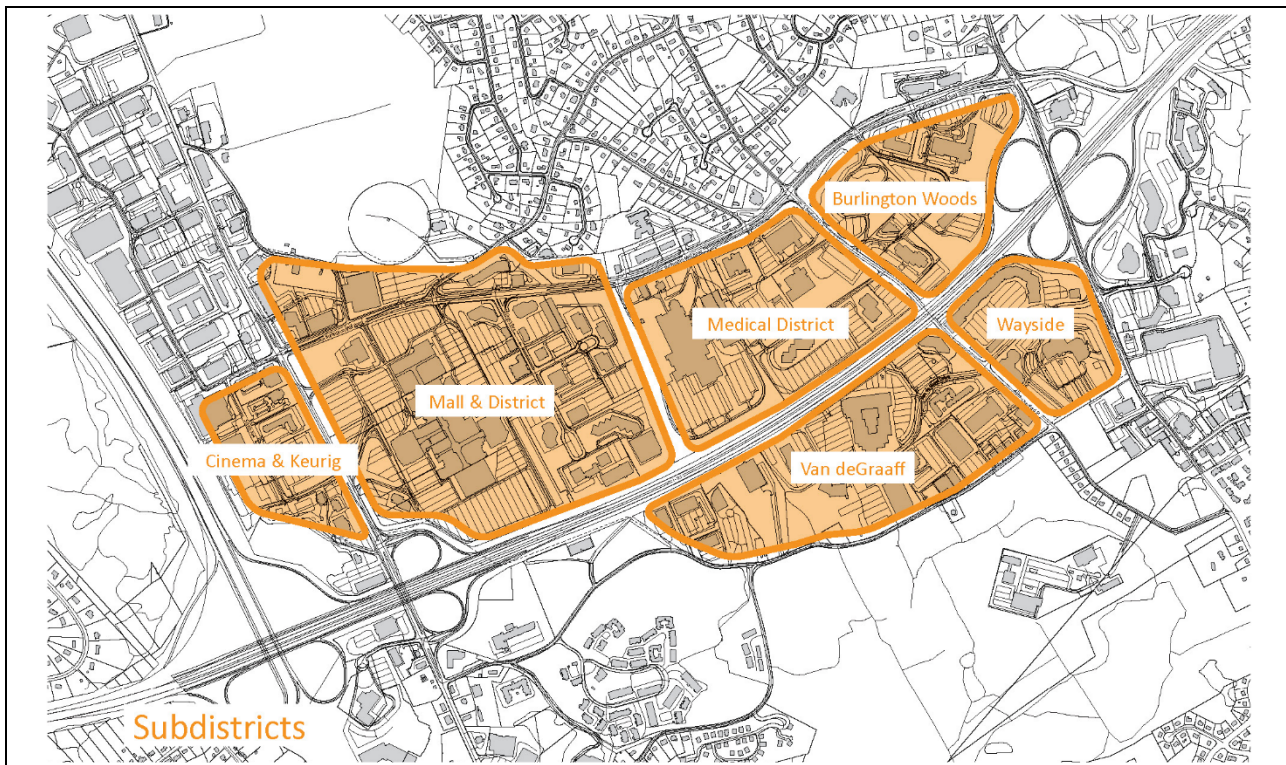 Burlington Woods
Medical District
Wayside
Mall & District
Cinema & Keurig
Van deGraaff
Subdistricts